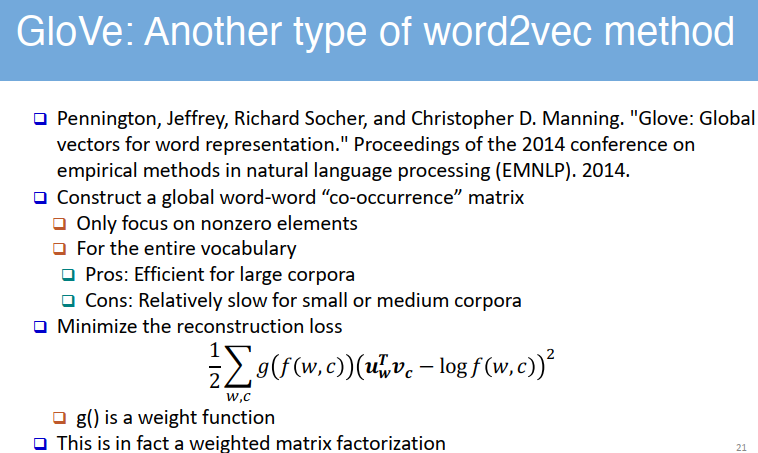 GloVe: Another type of word2vec method
Pennington, Jeffrey, Richard Socher, and Christopher D. Manning. "Glove: Global
vectors for word representation." Proceedings of the 2014 conference on
empirical methods in natural language processing (EMNLP). 2014.
Construct a global word-word “co-occurrence” matrix
Only focus on nonzero elements
For the entire vocabulary
Pros: Efficient for large corpora
Cons: Relatively slow for small or medium corpora
Minimize the reconstruction loss
$\frac{1}{2}\sum_{w,c} g(f(w,c))(\boldsymbol{u}_w^T \boldsymbol{v}_c - \log f(w,c))^2$
g() is a weight function
This is in fact a weighted matrix factorization
21